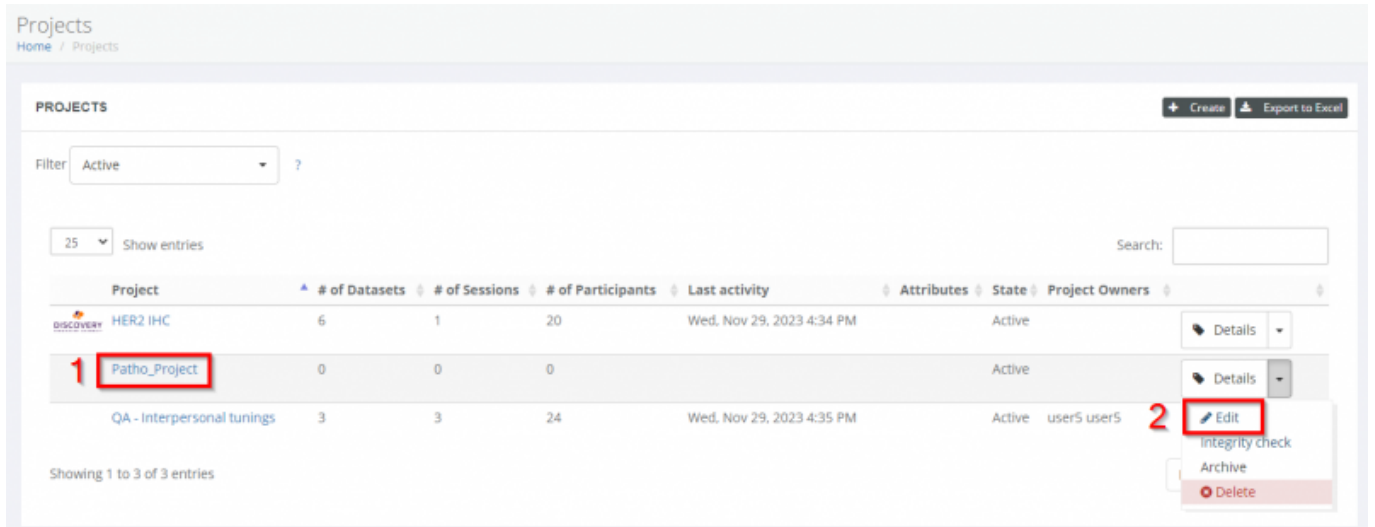 Projects
Home / Projects
PROJECTS
+ Create Export to Excel
Filter Active ?
25 Show entries Search:
Project # of Datasets # of Sessions # of Participants Last activity Attributes State Project Owners
DISCOVERY HER2 IHC 6 1 20 Wed, Nov 29, 2023 4:34 PM Active Details
1 Patho_Project 0 0 0 Active Details
QA - Interpersonal tunings 3 3 24 Wed, Nov 29, 2023 4:35 PM Active user5 user5 2 Edit
Integrity check
Showing 1 to 3 of 3 entries Archive
Delete